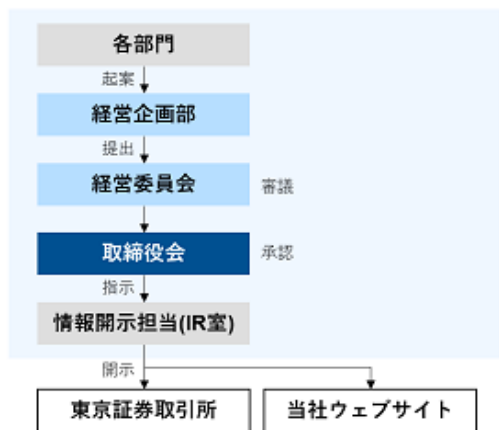 各部門
起案
経営企画部
提出
経営委員会
審議
取締役会
承認
指示
情報開示担当(IR室)
開示
東京証券取引所
当社ウェブサイト